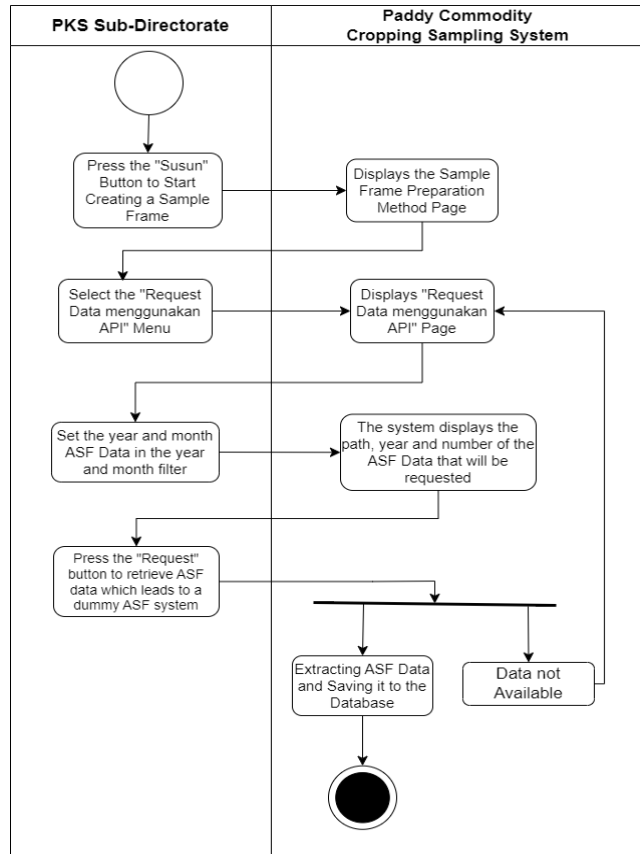 PKS Sub-Directorate
Paddy Commodity
Cropping Sampling System
Press the "Susun"
Button to Start
Creating a Sample
Frame
Displays the Sample
Frame Preparation
Method Page
Select the "Request
Data menggunakan
API" Menu
Displays "Request
Data menggunakan
API" Page
Set the year and month
ASF Data in the year
and month filter
The system displays the
path, year and number of the
ASF Data that will be
requested
Press the "Request"
button to retrieve ASF
data which leads to a
dummy ASF system
Extracting ASF Data
and Saving it to the
Database
Data not
Available